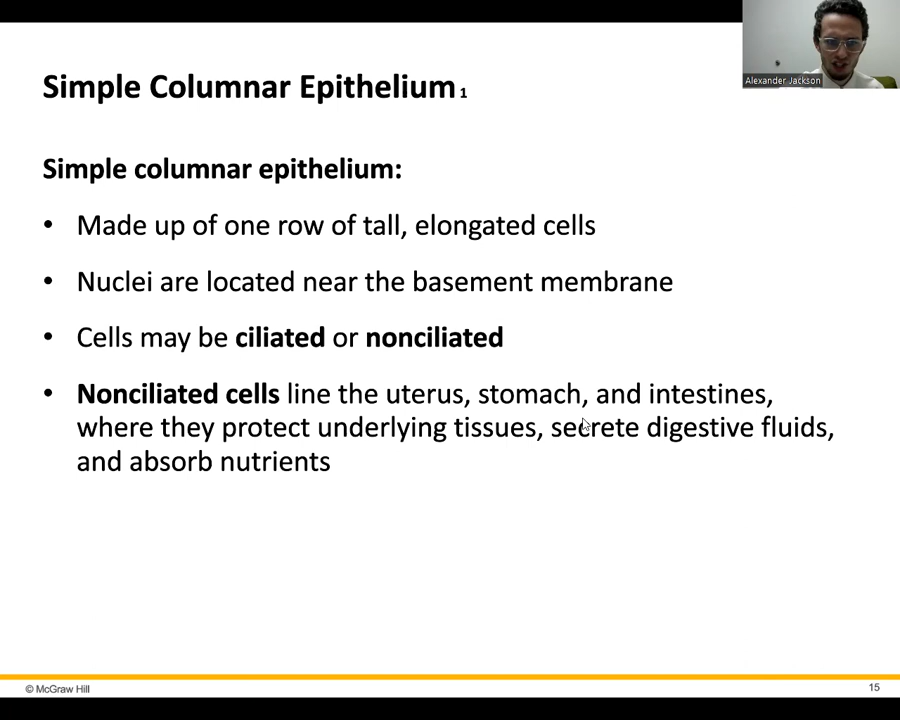 Alexander Jackson
Simple Columnar Epithelium 1
Simple columnar epithelium:
• Made up of one row of tall, elongated cells
• Nuclei are located near the basement membrane
• Cells may be ciliated or nonciliated
• Nonciliated cells line the uterus, stomach, and intestines,
where they protect underlying tissues, secrete digestive fluids,
and absorb nutrients
© McGraw Hill
15